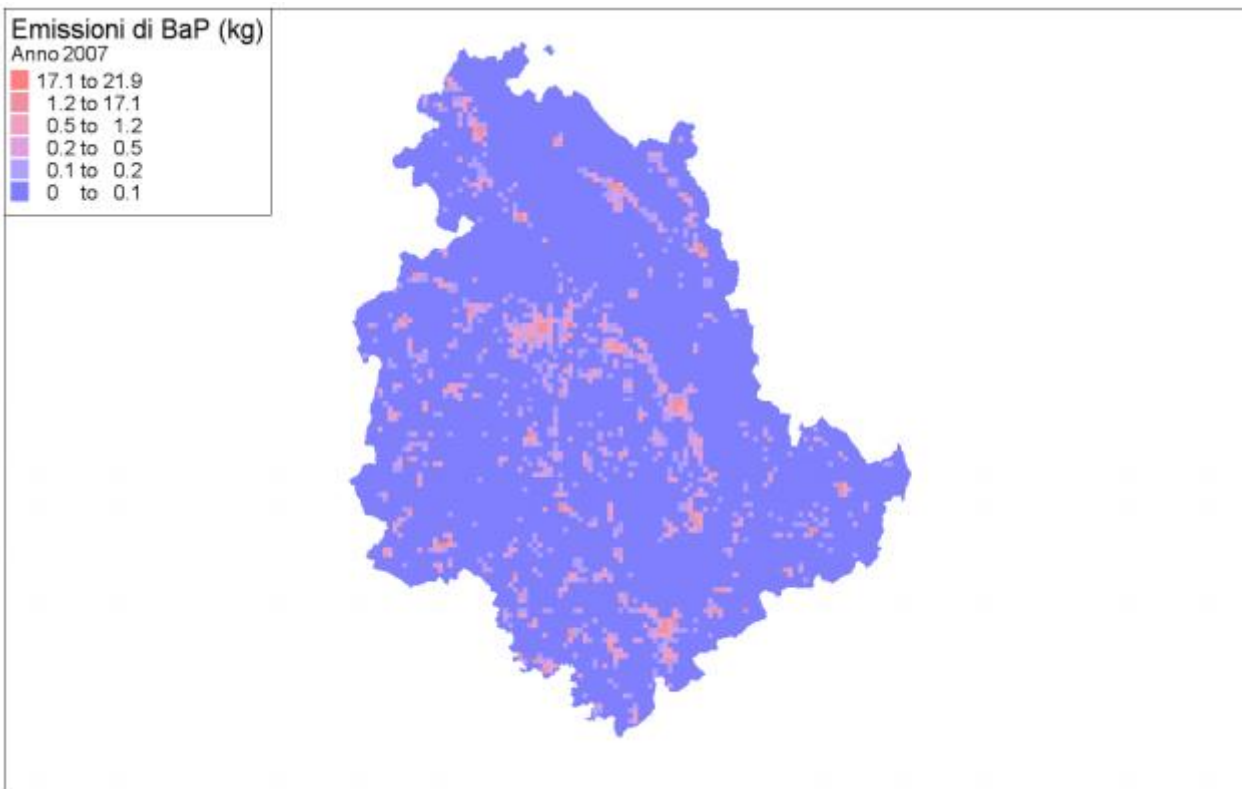 Emissioni di BaP (kg)
Anno 2007
17.1 to 21.9
1.2 to 17.1
0.5 to 1.2
0.2 to 0.5
0.1 to 0.2
0 to 0.1